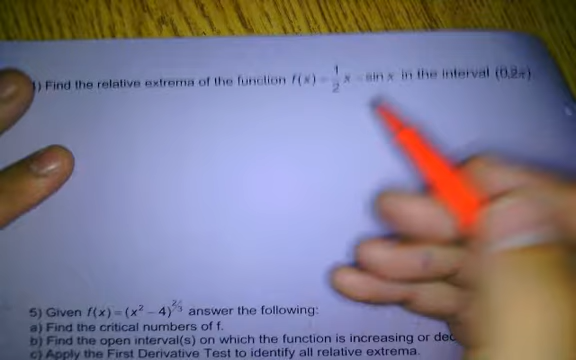 4) Find the relative extrema of the function f(x) = 1/2 x - sin x in the interval (0,2π)
5) Given f(x) = (x² - 4)^(2/3) answer the following:
a) Find the critical numbers of f.
b) Find the open interval(s) on which the function is increasing or dec
c) Apply the First Derivative Test to identify all relative extrema.